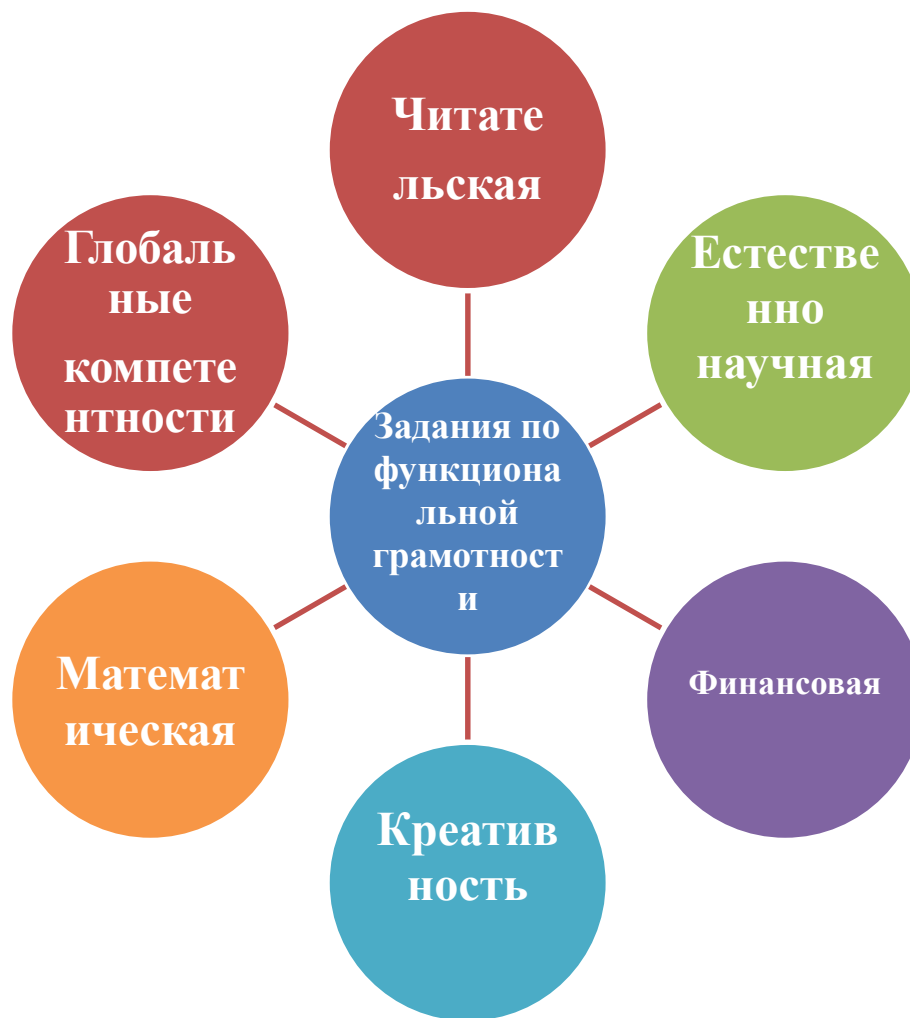 Читате
льская
Естестве
нно
научная
Финансовая
Креатив
ность
Математ
ическая
Глобаль
ные
компете
нтности
Задания по
функциона
льной
грамотност
и